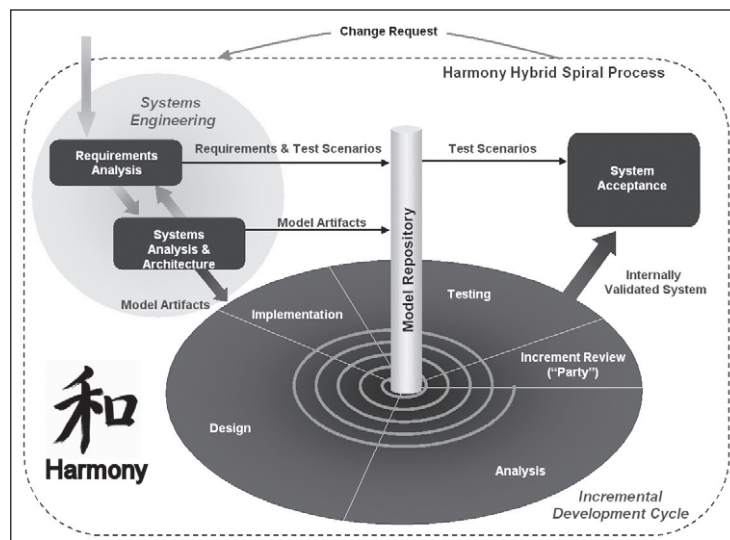 Change Request
Harmony Hybrid Spiral Process
Systems
Engineering
Requirements
Analysis
Requirements & Test Scenarios
Test Scenarios
System
Acceptance
Systems
Analysis &
Architecture
Model Artifacts
Model Artifacts
Model Repository
Internally
Validated System
Implementation
Testing
Increment Review
("Party")
Design
Analysis
和
Harmony
Incremental
Development Cycle